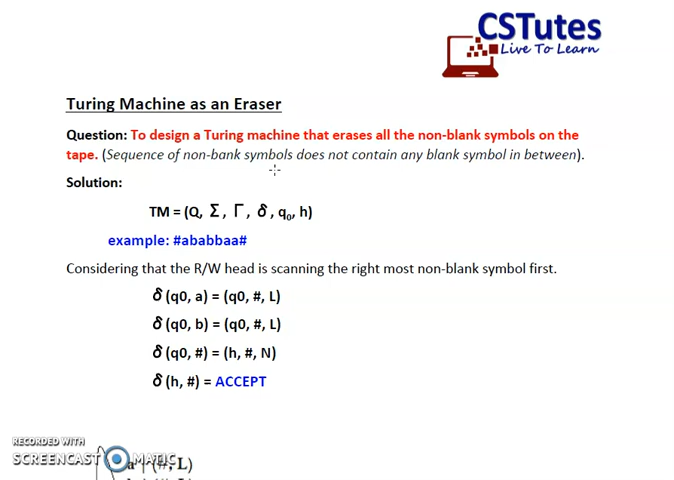 CSTutes
Live To Learn
Turing Machine as an Eraser
Question: To design a Turing machine that erases all the non-blank symbols on the
tape. (Sequence of non-bank symbols does not contain any blank symbol in between).
Solution:
TM = (Q, Σ, Γ, δ, q₀, h)
example: #ababbaa#
Considering that the R/W head is scanning the right most non-blank symbol first.
δ (q0, a) = (q0, #, L)
δ (q0, b) = (q0, #, L)
δ (q0, #) = (h, #, N)
δ (h, #) = ACCEPT
RECORDED WITH
SCREENCAST MATIC
a | (#, L)